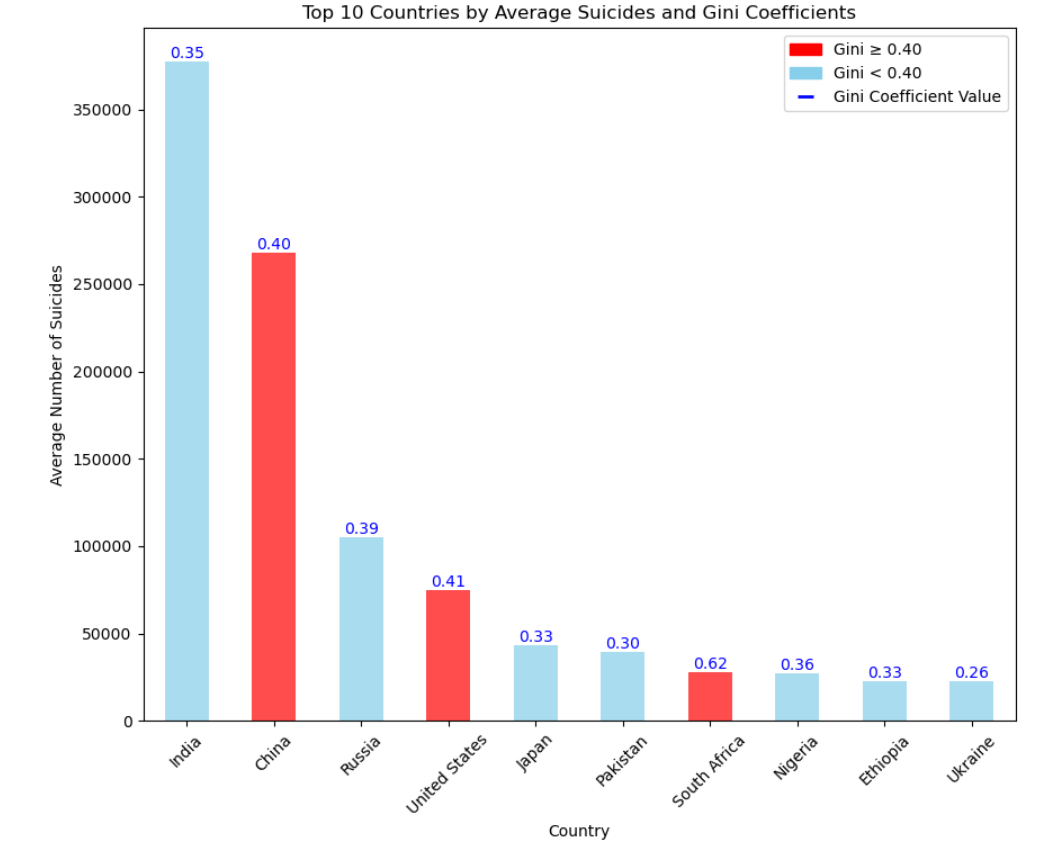 Top 10 Countries by Average Suicides and Gini Coefficients
Gini ≥ 0.40
Gini < 0.40
Gini Coefficient Value
Average Number of Suicides
350000
300000
250000
200000
150000
100000
50000
0
0.35
0.40
0.39
0.41
0.33
0.30
0.62
0.36
0.33
0.26
India
China
Russia
United States
Japan
Pakistan
South Africa
Nigeria
Ethiopia
Ukraine
Country